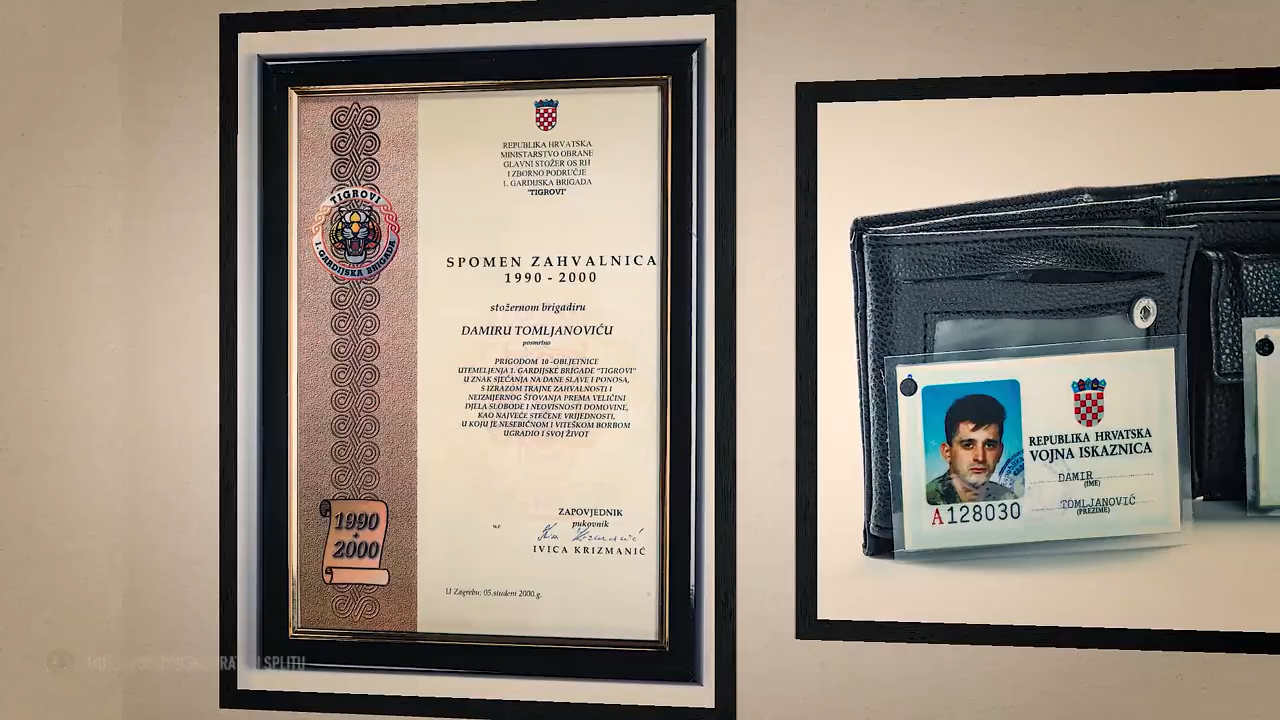 REPUBLIKA HRVATSKA
MINISTARSTVO OBRANE
GLAVNI STOŽER OS RH
I ZBORNO PODRUČJE
1. GARDIJSKA BRIGADA
"TIGROVI"
TIGROVI
1. GARDIJSKA BRIGADA
SPOMEN ZAHVALNICA
1990 - 2000
stožernom brigadiru
DAMIRU TOMLJANOVIĆU
posmrtno
PRIGODOM 10 -OBLJETNICE
UTEMELJENJA 1. GARDIJSKE BRIGADE "TIGROVI"
U ZNAK SJEĆANJA NA DANE SLAVE I PONOSA,
S IZRAZOM TRAJNE ZAHVALNOSTI I
NEIZMJERNOG ŠTOVANJA PREMA VELIČINI
DJELA SLOBODE I NEOVISNOSTI DOMOVINE,
KAO NAJVEĆE STEČENE VRIJEDNOSTI,
U KOJU JE NESEBIČNOM I VITEŠKOM BORBOM
UGRADIO I SVOJ ŽIVOT
1990
2000
ZAPOVJEDNIK
pukovnik
IVICA KRIZMANIĆ
U Zagrebu, 05.studeni 2000.g.
REPUBLIKA HRVATSKA
VOJNA ISKAZNICA
DAMIR
(IME)
TOMLJANOVIĆ
(PREZIME)
A128030
SPLITU